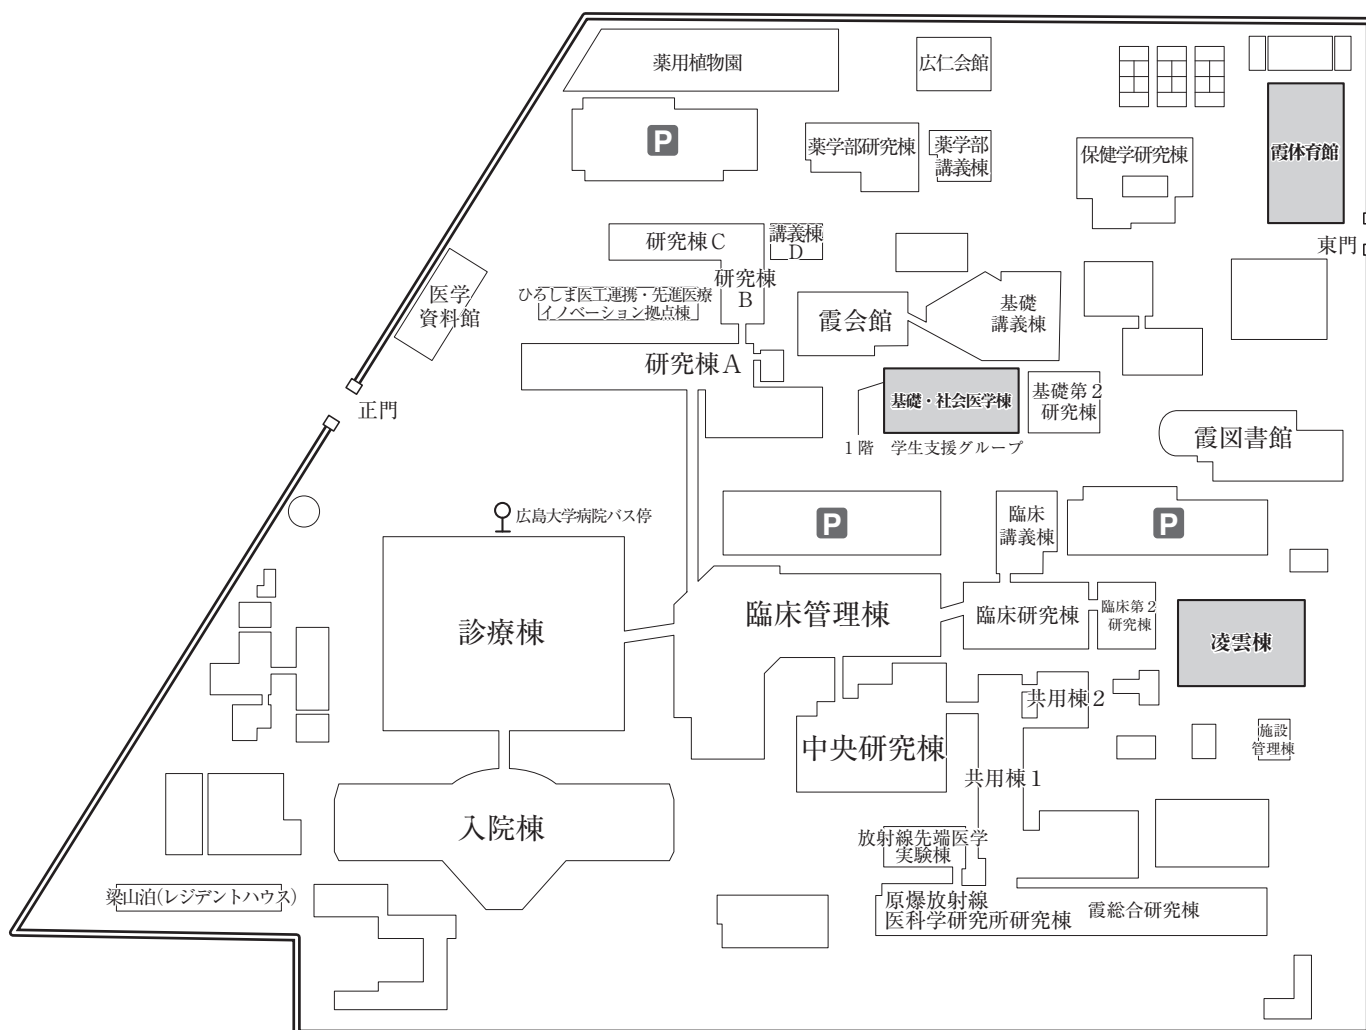 薬用植物園
広仁会館
P
薬学部研究棟
薬学部
講義棟
保健学研究棟
霞体育館
東門
研究棟C
講義棟
D
研究棟
B
医学
資料館
ひろしま医工連携・先進医療
イノベーション拠点棟
霞会館
基礎
講義棟
研究棟A
正門
基礎・社会医学棟
基礎第2
研究棟
1階 学生支援グループ
霞図書館
広島大学病院バス停
P
臨床
講義棟
P
診療棟
臨床管理棟
臨床研究棟
臨床第2
研究棟
凌雲棟
共用棟2
中央研究棟
施設
管理棟
共用棟1
入院棟
放射線先端医学
実験棟
梁山泊(レジデントハウス)
原爆放射線
医科学研究所研究棟
霞総合研究棟